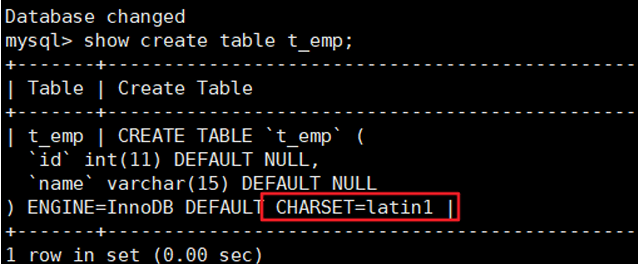 Database changed
mysql> show create table t_emp;
+-------+------------------------------------------------
| Table | Create Table
+-------+------------------------------------------------
| t_emp | CREATE TABLE `t_emp` (
  `id` int(11) DEFAULT NULL,
  `name` varchar(15) DEFAULT NULL
) ENGINE=InnoDB DEFAULT CHARSET=latin1 |
+-------+------------------------------------------------
1 row in set (0.00 sec)